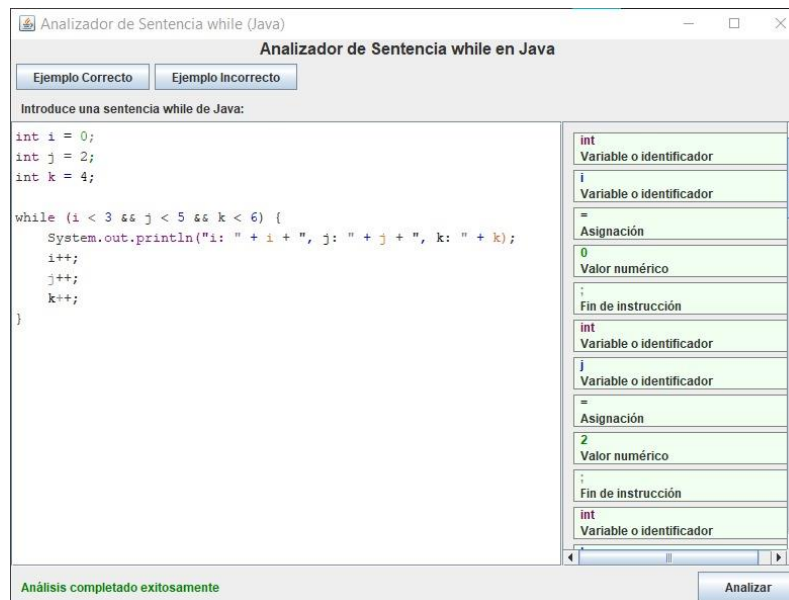 Analizador de Sentencia while (Java)
Analizador de Sentencia while en Java
Ejemplo Correcto
Ejemplo Incorrecto
Introduce una sentencia while de Java:
int i = 0;
int j = 2;
int k = 4;
while (i < 3 && j < 5 && k < 6) {
System.out.println("i: " + i + ", j: " + j + ", k: " + k);
i++;
j++;
k++;
}
int
Variable o identificador
i
Variable o identificador
=
Asignación
0
Valor numérico
;
Fin de instrucción
int
Variable o identificador
j
Variable o identificador
=
Asignación
2
Valor numérico
;
Fin de instrucción
int
Variable o identificador
Análisis completado exitosamente
Analizar